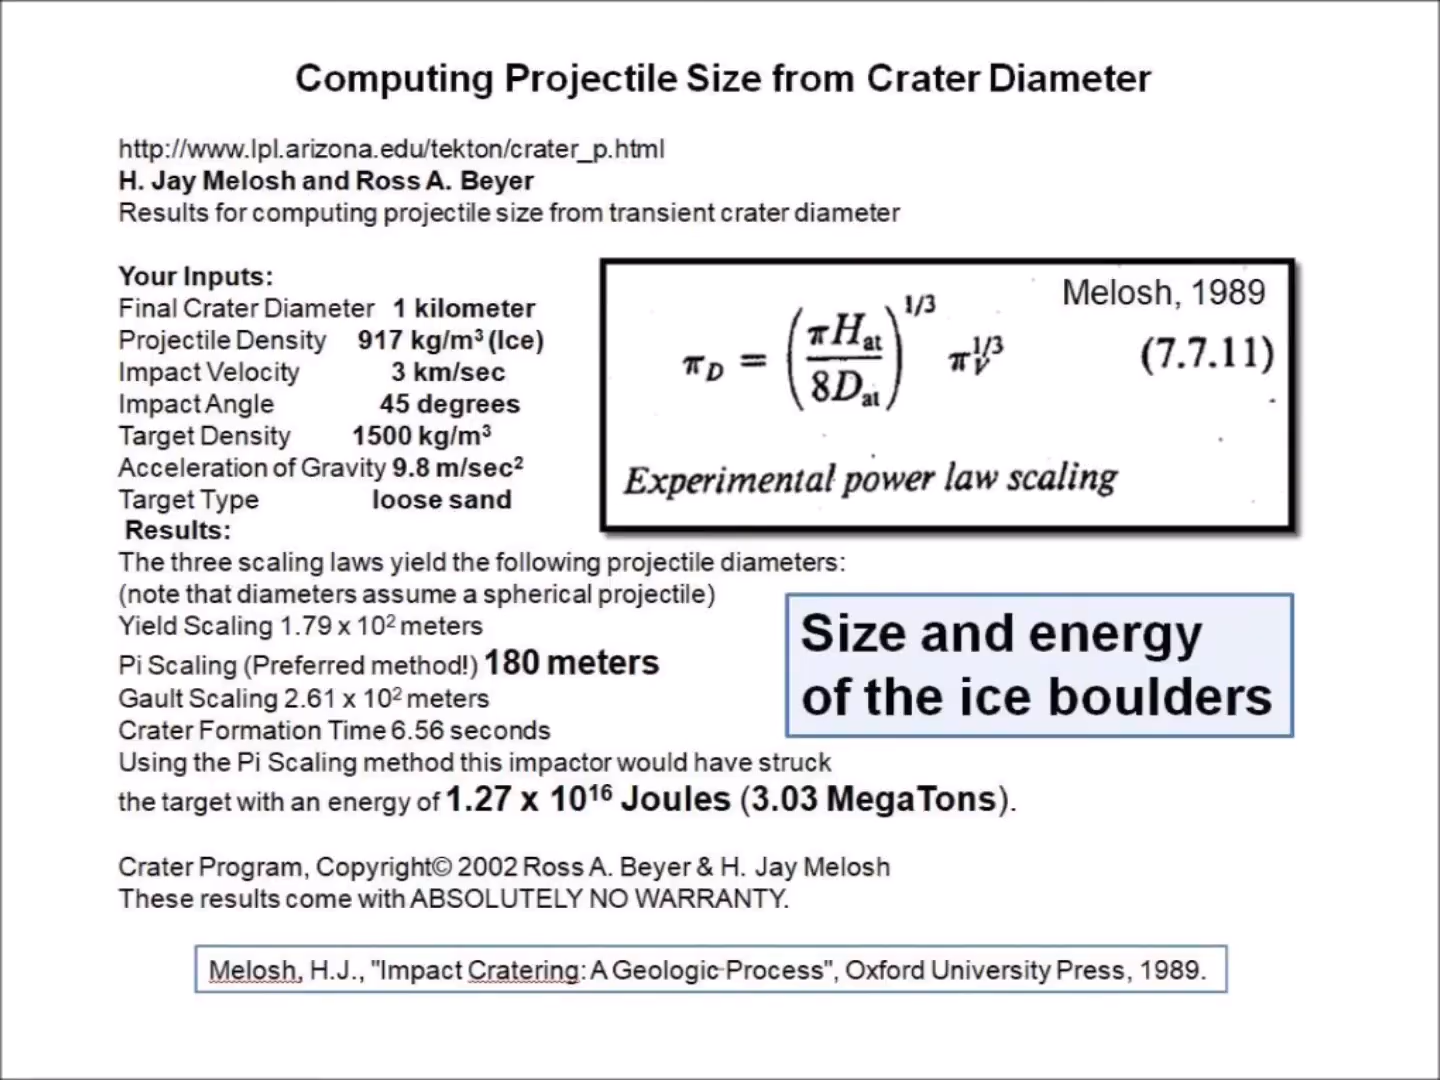 Computing Projectile Size from Crater Diameter
http://www.lpl.arizona.edu/tekton/crater_p.html
H. Jay Melosh and Ross A. Beyer
Results for computing projectile size from transient crater diameter
Your Inputs:
Final Crater Diameter 1 kilometer
Projectile Density 917 kg/m³ (Ice)
Impact Velocity 3 km/sec
Impact Angle 45 degrees
Target Density 1500 kg/m³
Acceleration of Gravity 9.8 m/sec²
Target Type loose sand
Melosh, 1989
π_D = (πH_at / 8D_at)^1/3 π_V^1/3 (7.7.11)
Experimental power law scaling
Results:
The three scaling laws yield the following projectile diameters:
(note that diameters assume a spherical projectile)
Yield Scaling 1.79 x 10² meters
Pi Scaling (Preferred method!) 180 meters
Gault Scaling 2.61 x 10² meters
Crater Formation Time 6.56 seconds
Using the Pi Scaling method this impactor would have struck
the target with an energy of 1.27 x 10¹⁶ Joules (3.03 MegaTons).
Size and energy
of the ice boulders
Crater Program, Copyright© 2002 Ross A. Beyer & H. Jay Melosh
These results come with ABSOLUTELY NO WARRANTY.
Melosh, H.J., "Impact Cratering: A Geologic Process", Oxford University Press, 1989.